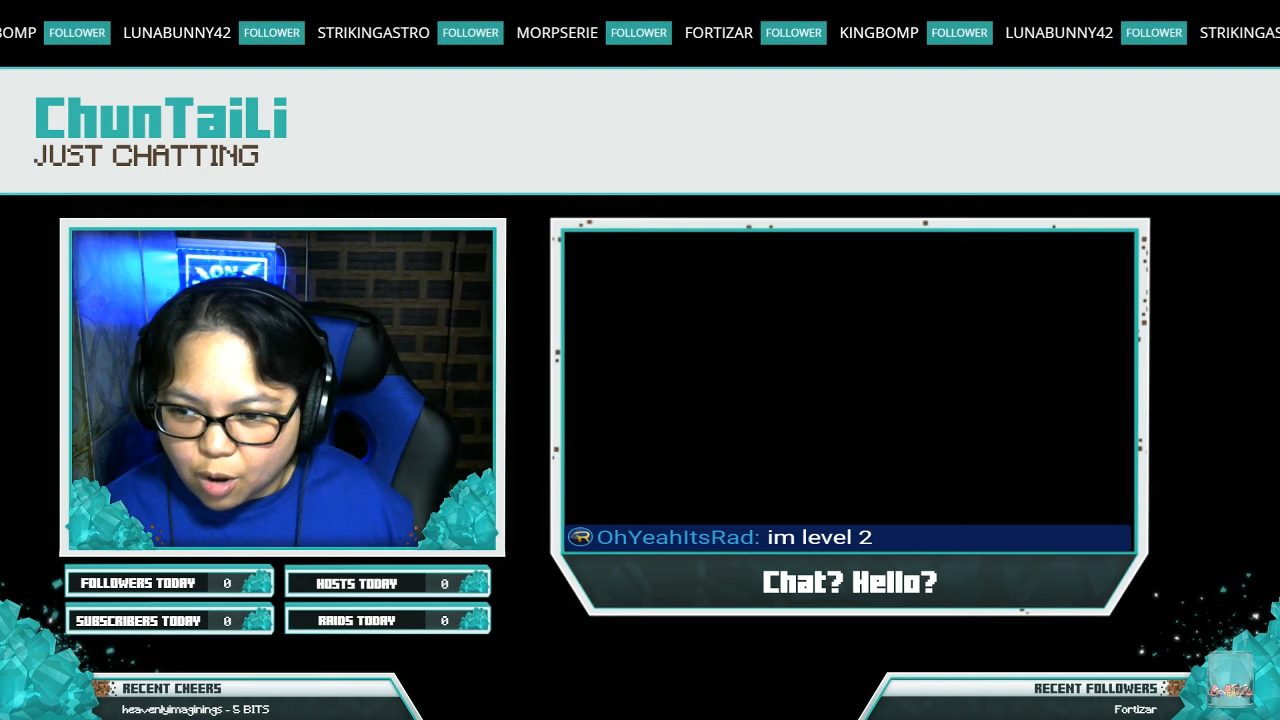 OMP FOLLOWER LUNABUNNY42 FOLLOWER STRIKINGASTRO FOLLOWER MORPSERIE FOLLOWER FORTIZAR FOLLOWER KINGBOMP FOLLOWER LUNABUNNY42 FOLLOWER STRIKINGAS
ChunTaiLi
JUST CHATTING
ON
OhYeahItsRad: im level 2
Chat? Hello?
FOLLOWERS TODAY 0 HOSTS TODAY 0
SUBSCRIBERS TODAY 0 RAIDS TODAY 0
RECENT CHEERS
heavenlyimaginings - 5 BITS
RECENT FOLLOWERS
Fortizar